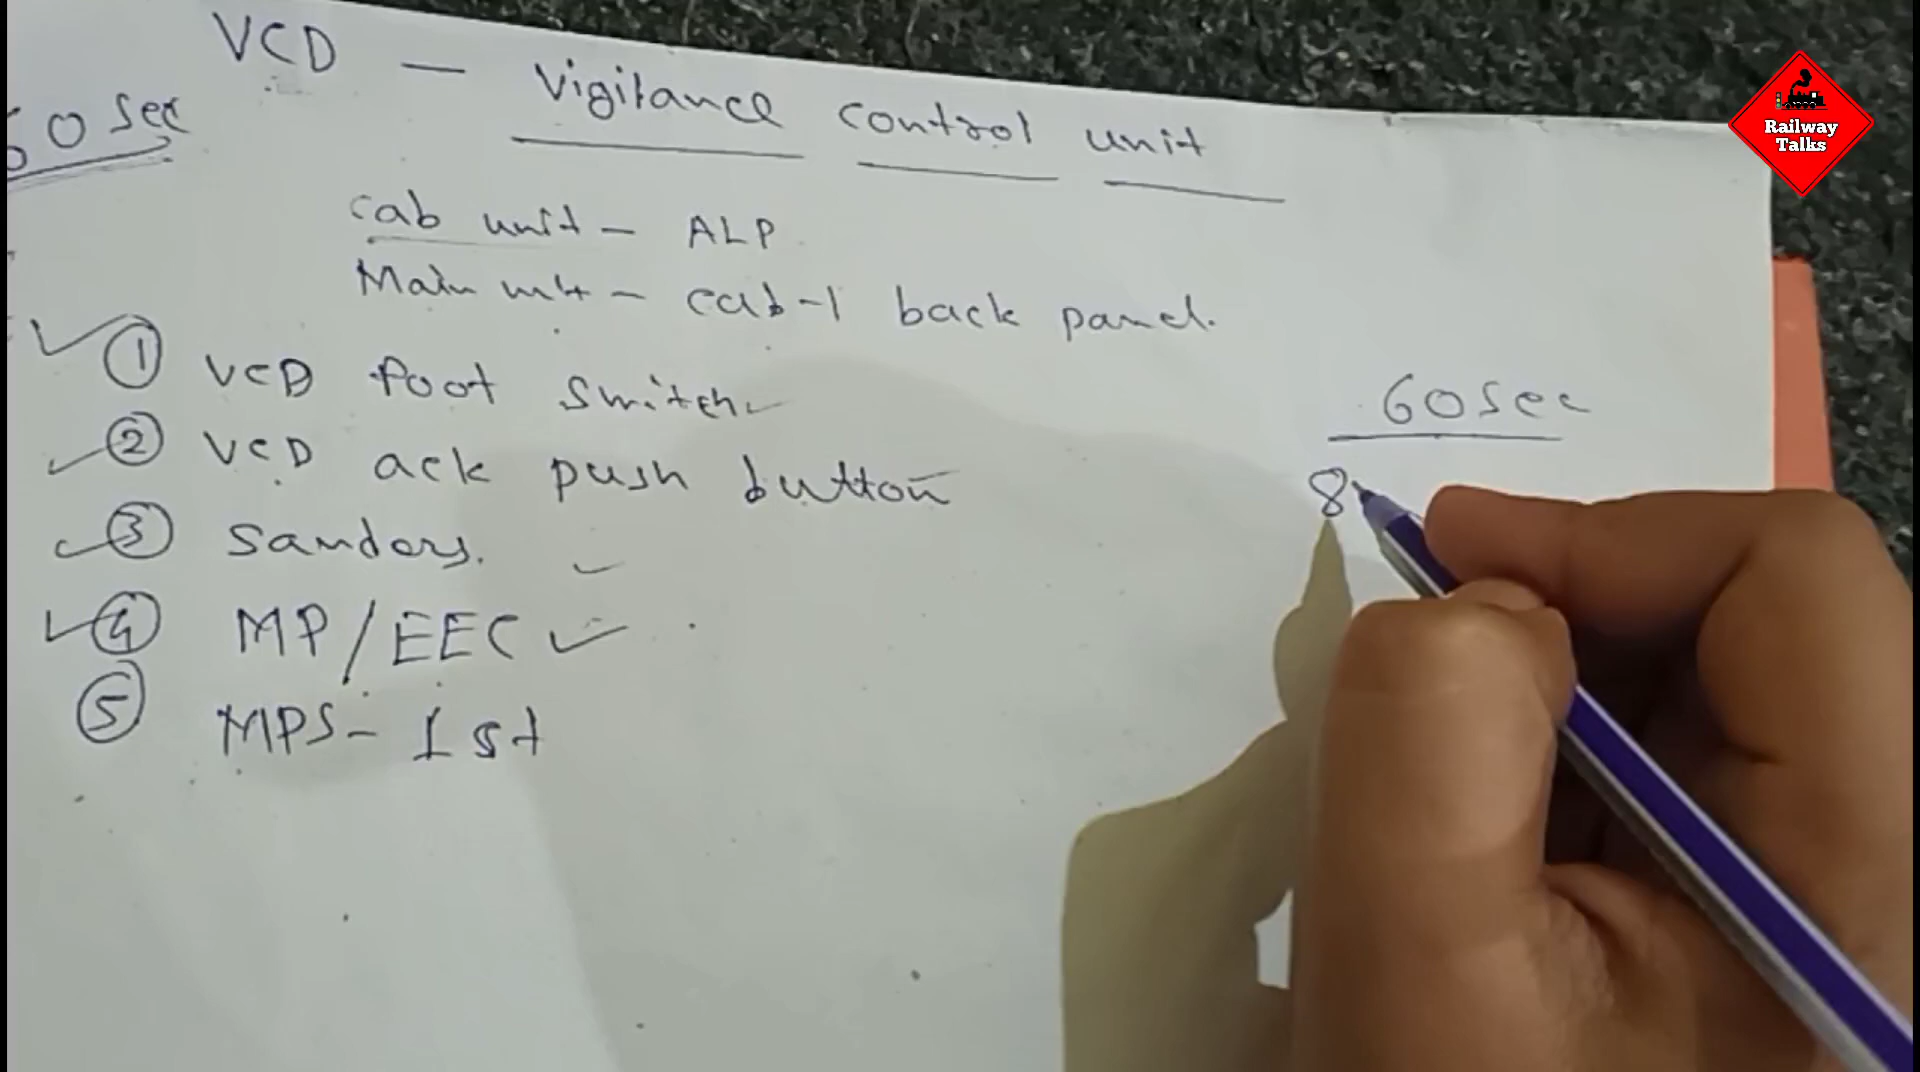 VCD — Vigilance control unit
60 sec
cab unit - ALP
Main unit - cab-1 back panel.
① VCD foot switch
② VCD ack push button
③ Sanders.
④ MP/EEC
⑤ MPS- 1st
60 sec
8
Railway
Talks